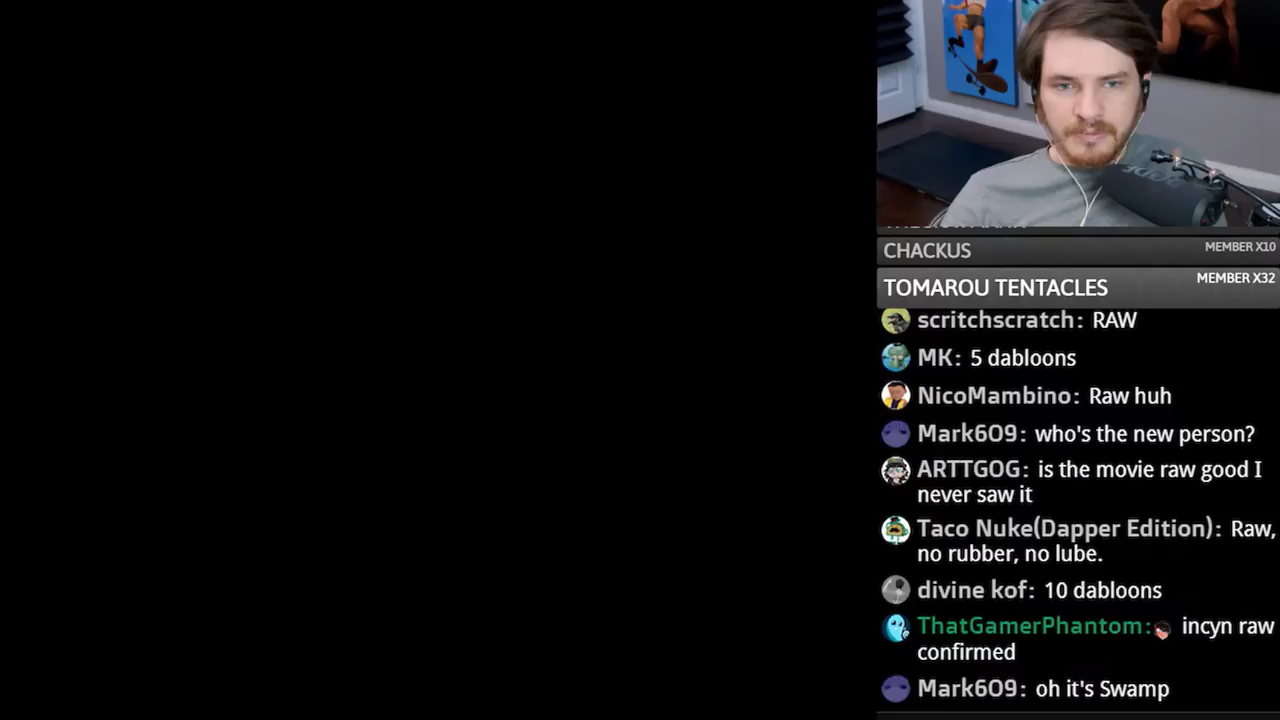 RODE
CHACKUS MEMBER X10
TOMAROU TENTACLES MEMBER X32
scritchscratch: RAW
MK: 5 dabloons
NicoMambino: Raw huh
Mark609: who's the new person?
ARTTGOG: is the movie raw good I
never saw it
Taco Nuke(Dapper Edition): Raw,
no rubber, no lube.
divine kof: 10 dabloons
ThatGamerPhantom: incyn raw
confirmed
Mark609: oh it's Swamp